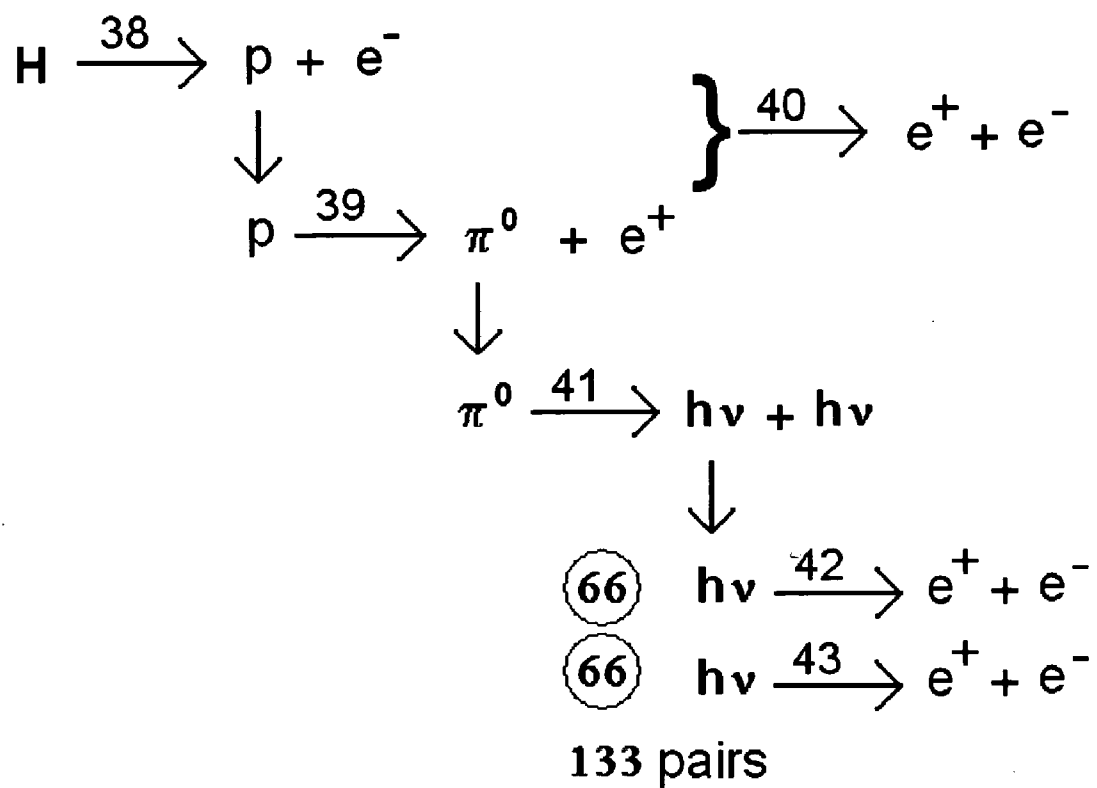 H 38 → p + e⁻
} 40 → e⁺ + e⁻
↓
p 39 → π⁰ + e⁺
↓
π⁰ 41 → hν + hν
↓
66 hν 42 → e⁺ + e⁻
66 hν 43 → e⁺ + e⁻
133 pairs